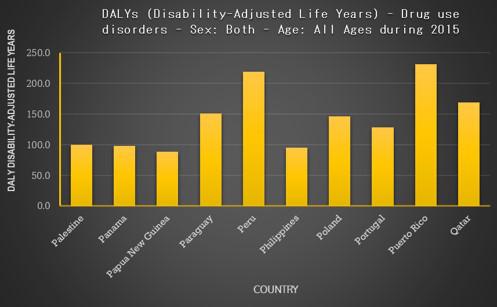 DALYs (Disability-Adjusted Life Years) - Drug use
disorders - Sex: Both - Age: All Ages during 2015
DALY DISABILITY-ADJUSTED LIFE YEARS
250.0
200.0
150.0
100.0
50.0
0.0
Palestine
Panama
Papua New Guinea
Paraguay
Peru
Philippines
Poland
Portugal
Puerto Rico
Qatar
COUNTRY